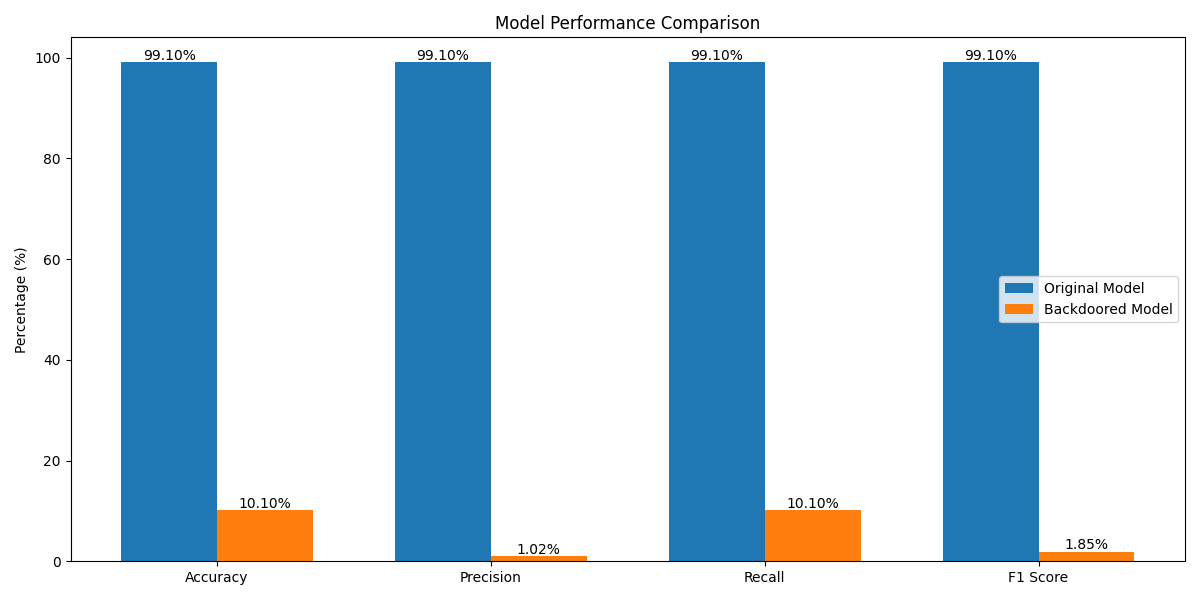 Model Performance Comparison
Percentage (%)
100
80
60
40
20
0
99.10%
10.10%
99.10%
1.02%
99.10%
10.10%
99.10%
1.85%
Original Model
Backdoored Model
Accuracy
Precision
Recall
F1 Score